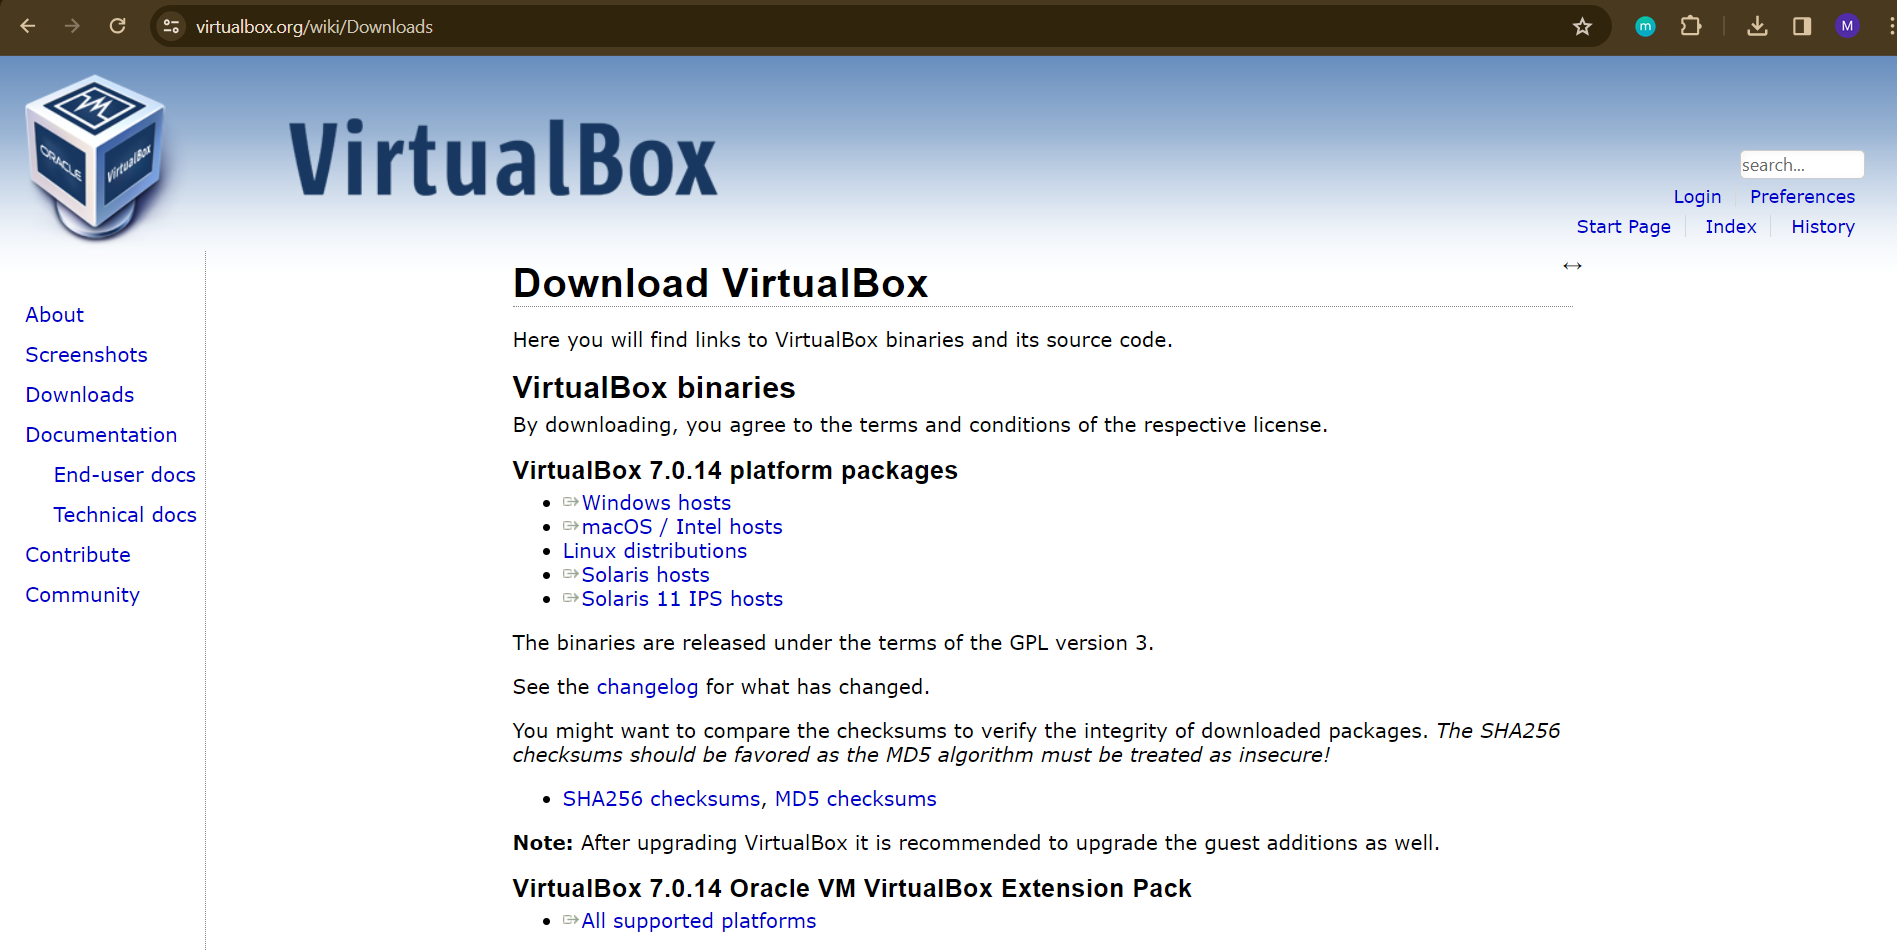 virtualbox.org/wiki/Downloads
m
M
ORACLE
VirtualBox
VirtualBox
search...
Login Preferences
Start Page Index History
About
Screenshots
Downloads
Documentation
End-user docs
Technical docs
Contribute
Community
Download VirtualBox
Here you will find links to VirtualBox binaries and its source code.
VirtualBox binaries
By downloading, you agree to the terms and conditions of the respective license.
VirtualBox 7.0.14 platform packages
Windows hosts
macOS / Intel hosts
Linux distributions
Solaris hosts
Solaris 11 IPS hosts
The binaries are released under the terms of the GPL version 3.
See the changelog for what has changed.
You might want to compare the checksums to verify the integrity of downloaded packages. The SHA256
checksums should be favored as the MD5 algorithm must be treated as insecure!
SHA256 checksums, MD5 checksums
Note: After upgrading VirtualBox it is recommended to upgrade the guest additions as well.
VirtualBox 7.0.14 Oracle VM VirtualBox Extension Pack
All supported platforms